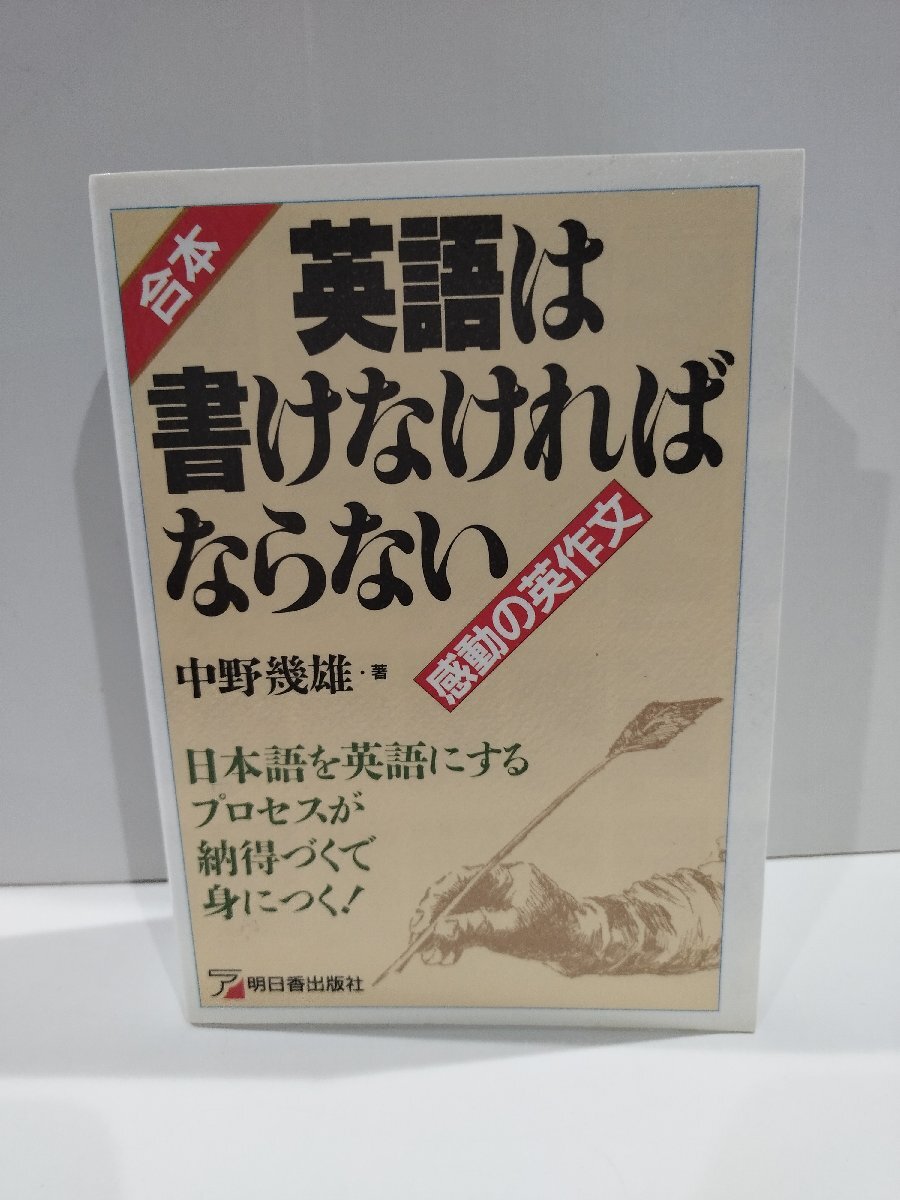 合本
英語は
書けなければ
ならない
感動の英作文
中野幾雄・著
日本語を英語にする
プロセスが
納得づくで
身につく!
ア 明日香出版社